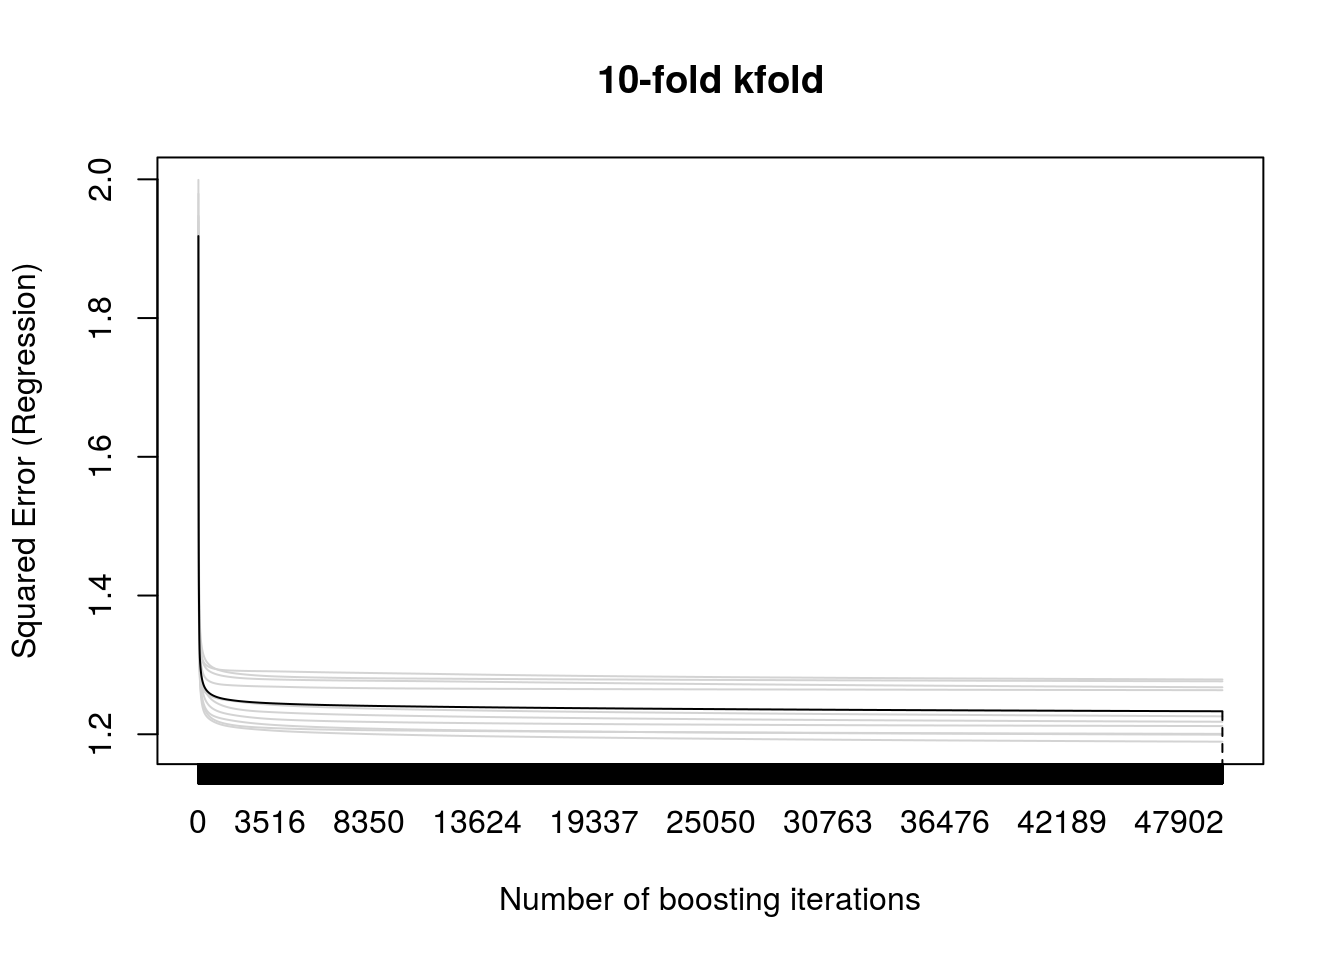 10-fold kfold
Squared Error (Regression)
2.0
1.8
1.6
1.4
1.2
0 3516 8350 13624 19337 25050 30763 36476 42189 47902
Number of boosting iterations